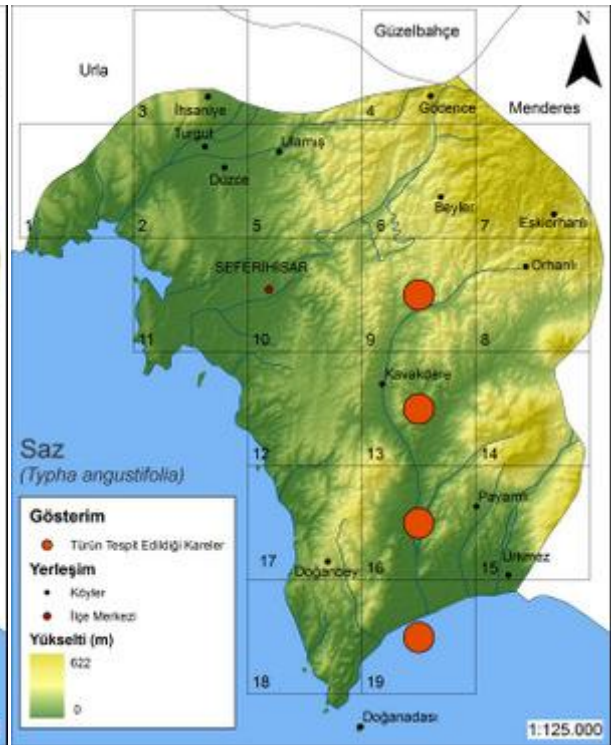 Güzelbahçe
N
Urla
3
İhsaniye
4
Gödence
Menderes
Turgut
Ulamış
Düzce
Beyler
Eskiorhanlı
1
2
5
6
7
SEFERİHİSAR
Orhanlı
11
10
9
8
Kavakdere
Saz
(Typha angustifolia)
12
13
14
Payamlı
Gösterim
Türün Tespit Edildiği Kareler
17
Doğanbey
16
15
Ürkmez
Yerleşim
Köyler
İlçe Merkezi
Yükselti (m)
622
0
18
19
Doğanadası
1:125.000